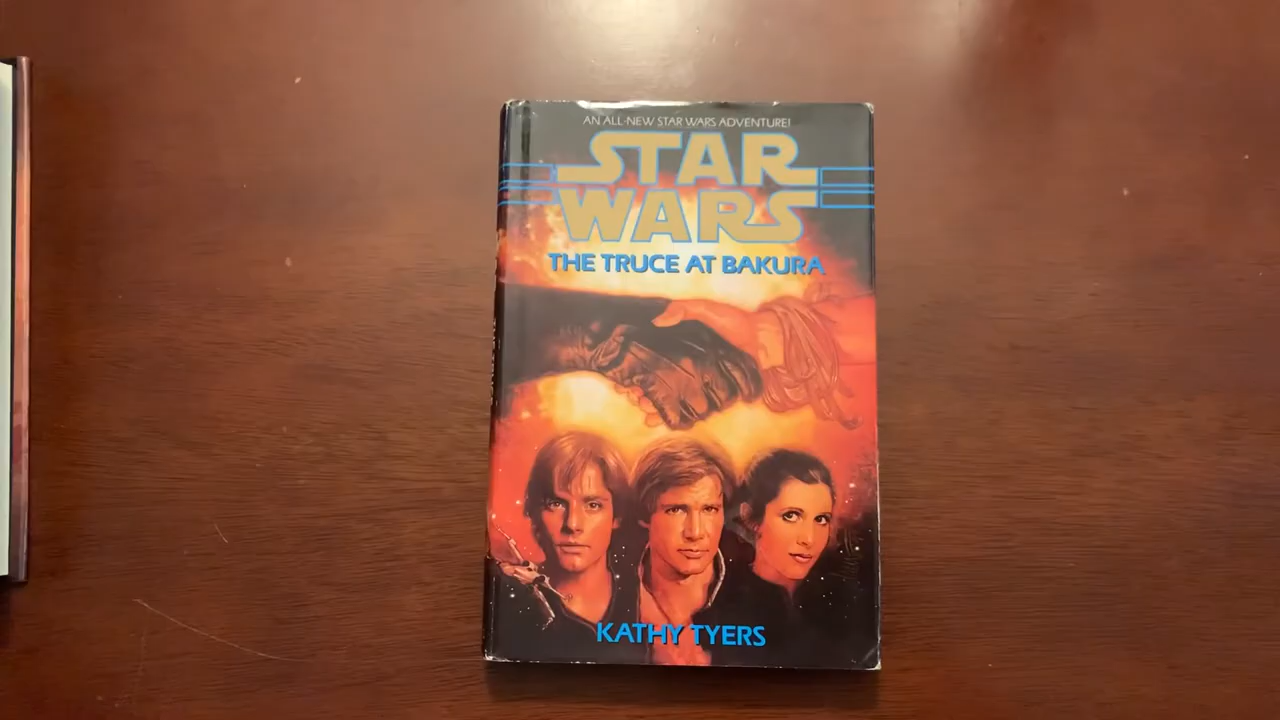 AN ALL-NEW STAR WARS ADVENTURE!
STAR
WARS
THE TRUCE AT BAKURA
KATHY TYERS